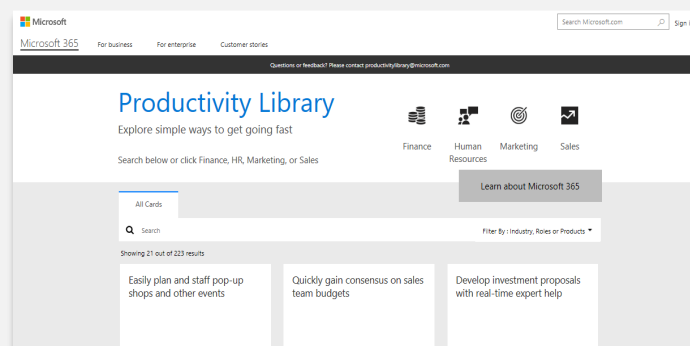 Microsoft
Search Microsoft.com
Sign i
Microsoft 365
For business
For enterprise
Customer stories
Questions or feedback? Please contact productivitylibrary@microsoft.com
Productivity Library
Explore simple ways to get going fast
Search below or click Finance, HR, Marketing, or Sales
Finance
Human
Resources
Marketing
Sales
Learn about Microsoft 365
All Cards
Search
Filter By : Industry, Roles or Products
Showing 21 out of 223 results
Easily plan and staff pop-up
shops and other events
Quickly gain consensus on sales
team budgets
Develop investment proposals
with real-time expert help